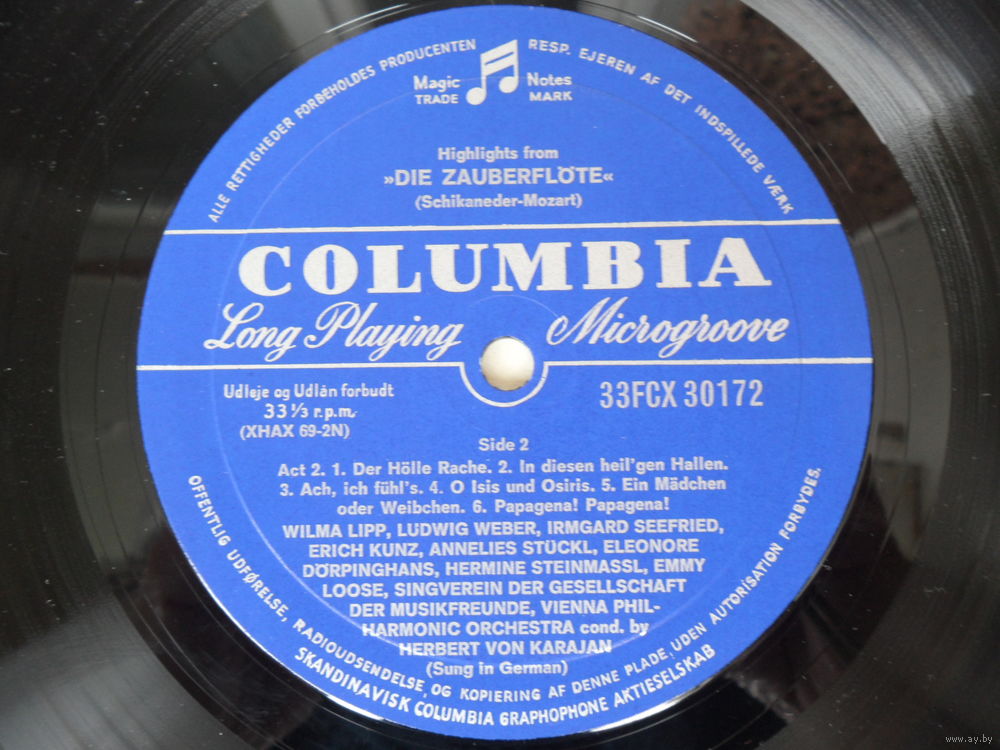 ALLE RETTIGHEDER FORBEHOLDES PRODUCENTEN RESP. EJEREN AF DET INDSPILLEDE VÆRK
Magic Notes
TRADE MARK
Highlights from
»DIE ZAUBERFLÖTE«
(Schikaneder-Mozart)
COLUMBIA
Long Playing Microgroove
Udleje og Udlån forbudt
33 1/3 r.p.m.
(XHAX 69-2N)
33FCX 30172
Side 2
Act 2. 1. Der Hölle Rache. 2. In diesen heil'gen Hallen.
3. Ach, ich fühl's. 4. O Isis und Osiris. 5. Ein Mädchen
oder Weibchen. 6. Papagena! Papagena!
WILMA LIPP, LUDWIG WEBER, IRMGARD SEEFRIED,
ERICH KUNZ, ANNELIES STÜCKL, ELEONORE
DÖRPINGHANS, HERMINE STEINMASSL, EMMY
LOOSE, SINGVEREIN DER GESELLSCHAFT
DER MUSIKFREUNDE, VIENNA PHIL-
HARMONIC ORCHESTRA cond. by
HERBERT VON KARAJAN
(Sung in German)
OFFENTLIG UDFØRELSE, RADIOUDSENDELSE, OG KOPIERING AF DENNE PLADE UDEN AUTORISATION FORBYDES.
SKANDINAVISK COLUMBIA GRAPHOPHONE AKTIESELSKAB
www.ay.by